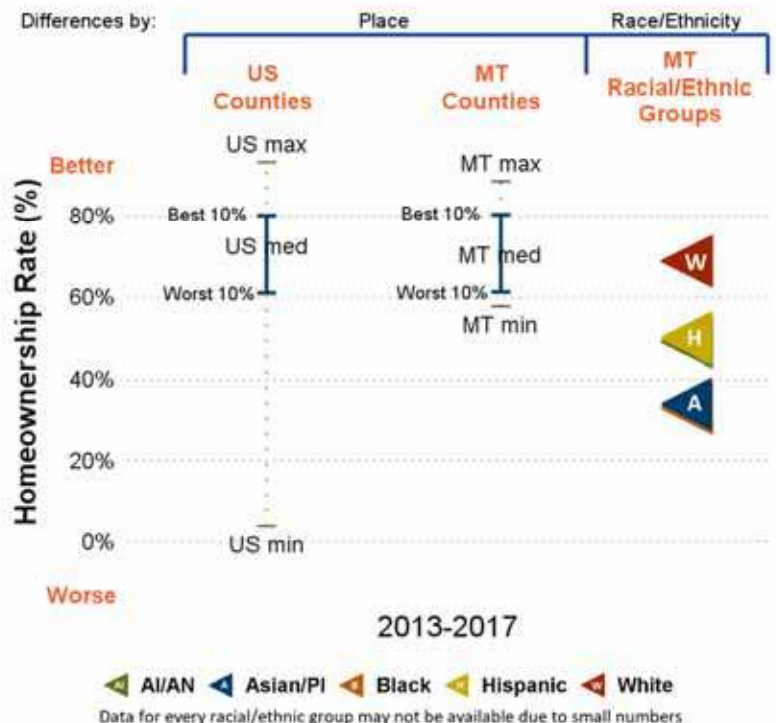 Differences by: Place Race/Ethnicity
US Counties MT Counties MT Racial/Ethnic Groups
US max
MT max
Better
Homeownership Rate (%)
80% Best 10% Best 10%
US med MT med W
60% Worst 10% Worst 10%
MT min
H
40%
A
20%
0%
US min
Worse
2013-2017
AI AI/AN A Asian/PI B Black H Hispanic W White
Data for every racial/ethnic group may not be available due to small numbers